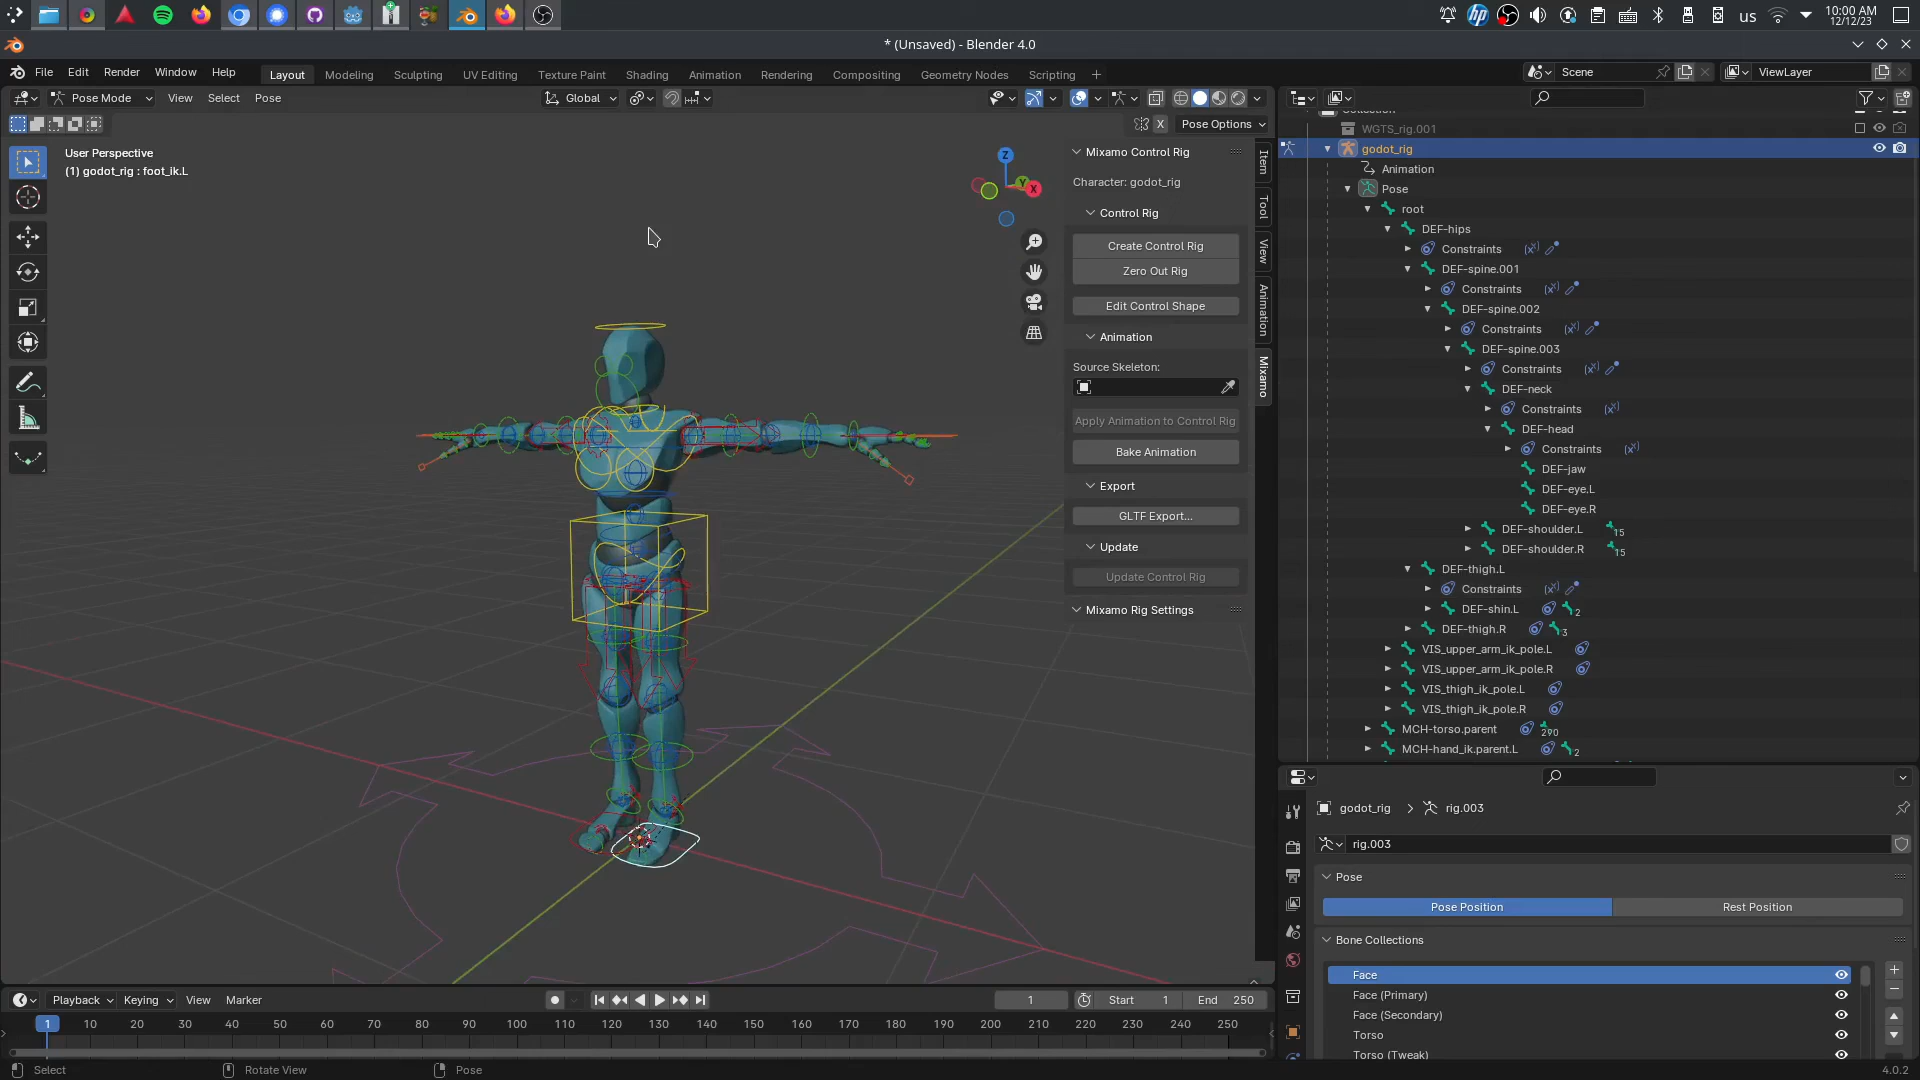 us
10:00 AM
12/12/23
* (Unsaved) - Blender 4.0
File Edit Render Window Help
Layout Modeling Sculpting UV Editing Texture Paint Shading Animation Rendering Compositing Geometry Nodes Scripting +
Scene
ViewLayer
Pose Mode View Select Pose
Global
X Pose Options
User Perspective
(1) godot_rig : foot_ik.L
Z
Y
X
Mixamo Control Rig
Character: godot_rig
Control Rig
Create Control Rig
Zero Out Rig
Edit Control Shape
Animation
Source Skeleton:
Apply Animation to Control Rig
Bake Animation
Export
GLTF Export...
Update
Update Control Rig
Mixamo Rig Settings
Item
Tool
View
Animation
Mixamo
WGTS_rig.001
godot_rig
Animation
Pose
root
DEF-hips
Constraints
DEF-spine.001
Constraints
DEF-spine.002
Constraints
DEF-spine.003
Constraints
DEF-neck
Constraints
DEF-head
Constraints
DEF-jaw
DEF-eye.L
DEF-eye.R
DEF-shoulder.L 15
DEF-shoulder.R 15
DEF-thigh.L
Constraints
DEF-shin.L 2
DEF-thigh.R 3
VIS_upper_arm_ik_pole.L
VIS_upper_arm_ik_pole.R
VIS_thigh_ik_pole.L
VIS_thigh_ik_pole.R
MCH-torso.parent 290
MCH-hand_ik.parent.L 2
godot_rig > rig.003
rig.003
Pose
Pose Position Rest Position
Bone Collections
Face
Face (Primary)
Face (Secondary)
Torso
Torso (Tweak)
Playback Keying View Marker
1 Start 1 End 250
1 10 20 30 40 50 60 70 80 90 100 110 120 130 140 150 160 170 180 190 200 210 220 230 240 250
Select Rotate View Pose
4.0.2